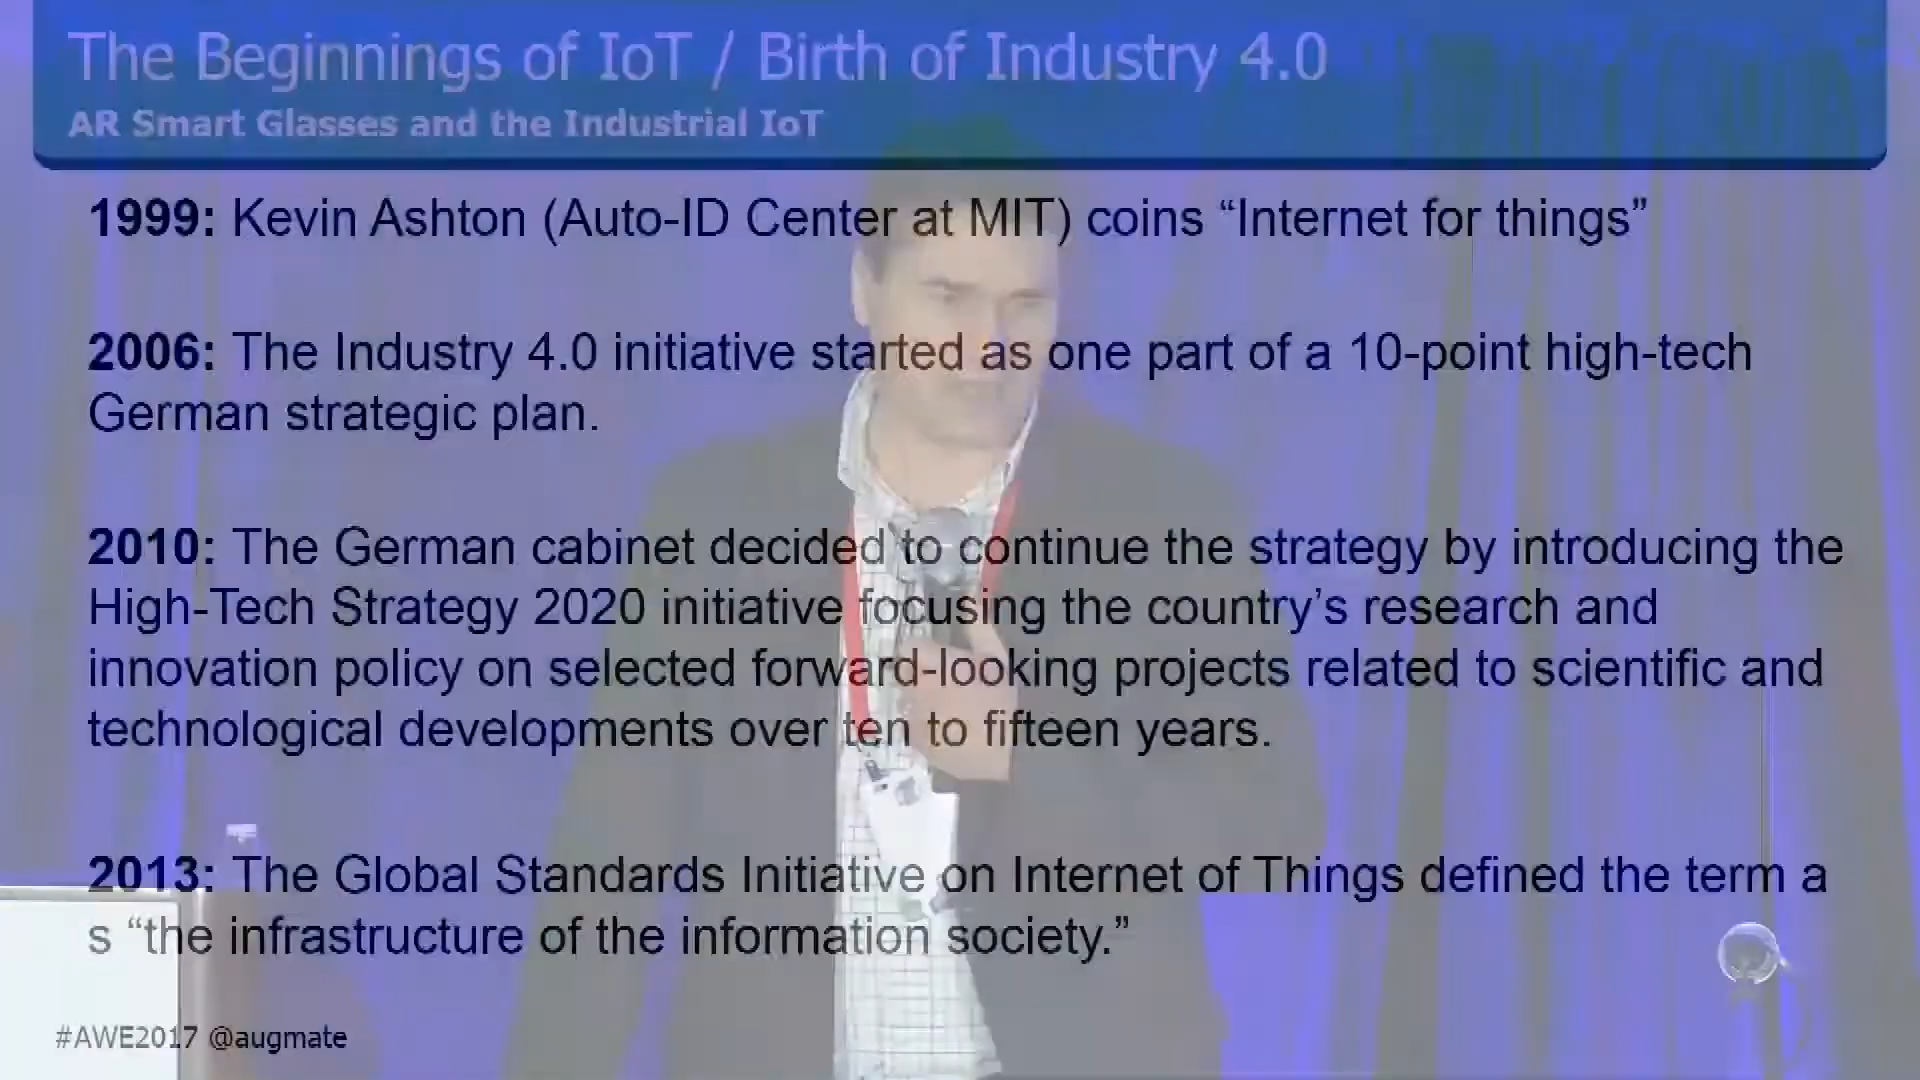 The Beginnings of IoT / Birth of Industry 4.0
AR Smart Glasses and the Industrial IoT
1999: Kevin Ashton (Auto-ID Center at MIT) coins “Internet for things”
2006: The Industry 4.0 initiative started as one part of a 10-point high-tech
German strategic plan.
2010: The German cabinet decided to continue the strategy by introducing the
High-Tech Strategy 2020 initiative focusing the country’s research and
innovation policy on selected forward-looking projects related to scientific and
technological developments over ten to fifteen years.
2013: The Global Standards Initiative on Internet of Things defined the term a
s “the infrastructure of the information society.”
#AWE2017 @augmate